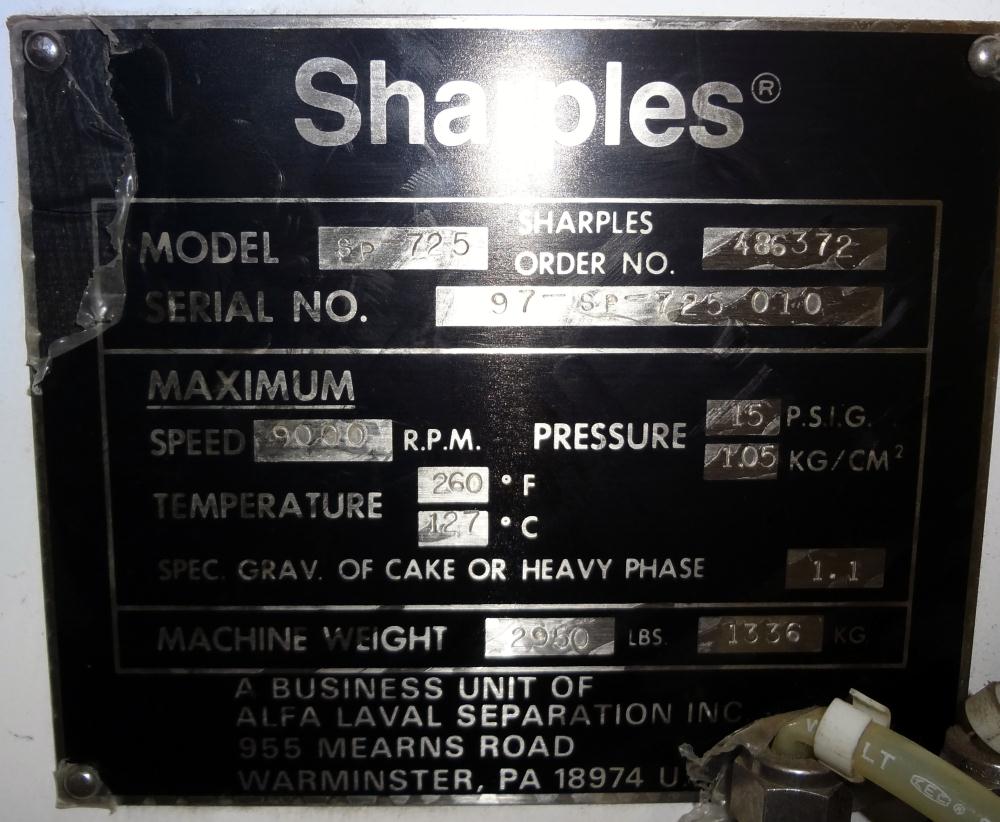 Sharples®
MODEL SP 725 SHARPLES ORDER NO. 486372
SERIAL NO. 97-SP-725 010
MAXIMUM
SPEED 9000 R.P.M. PRESSURE 15 P.S.I.G.
1.05 KG/CM²
TEMPERATURE 260 °F
127 °C
SPEC. GRAV. OF CAKE OR HEAVY PHASE 1.1
MACHINE WEIGHT LBS. 1336 KG.
A BUSINESS UNIT OF
ALFA LAVAL SEPARATION INC
955 MEARNS ROAD
WARMINSTER, PA 18974